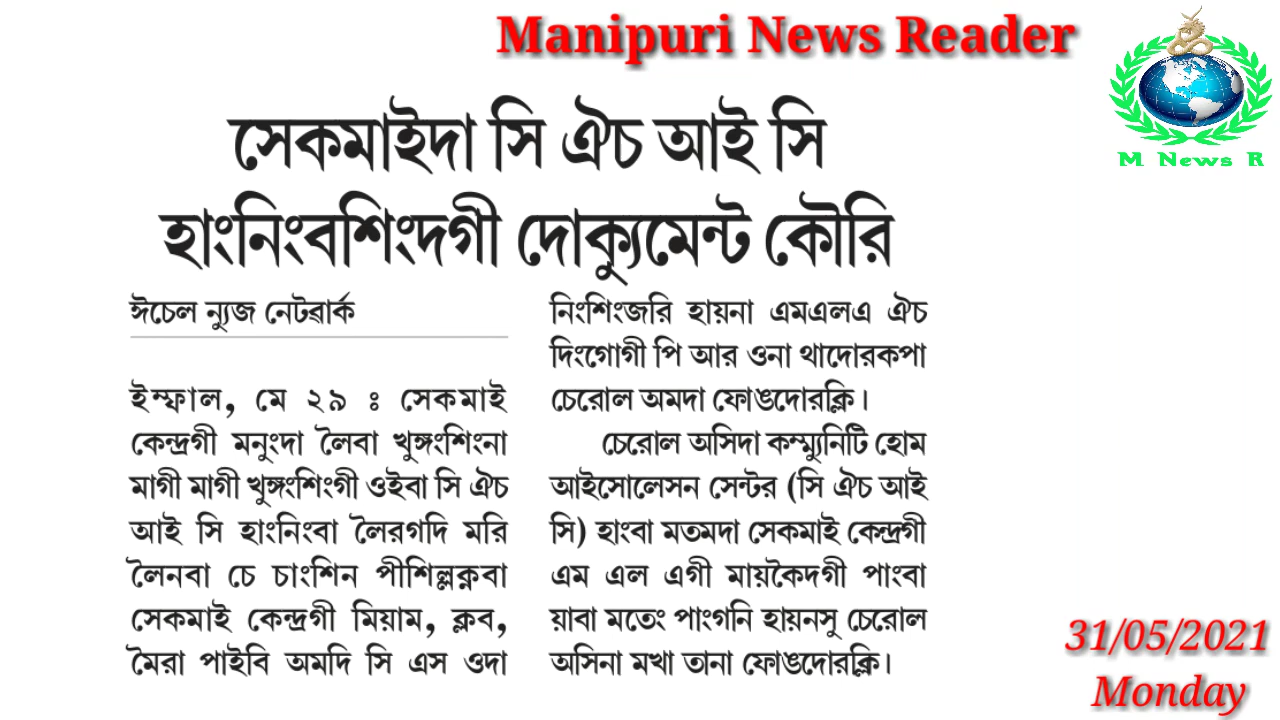 Manipuri News Reader
M News R
সেকমাইদা সি ঐচ আই সি
হাংনিংবশিংদগী দোক্যুমেন্ট কৌরি
ঈচেল ন্যুজ নেটৱার্ক
ইম্ফাল, মে ২৯ ঃ সেকমাই
কেন্দ্রগী মনুংদা লৈবা খুঙ্গংশিংনা
মাগী মাগী খুঙ্গংশিংগী ওইবা সি ঐচ
আই সি হাংনিংবা লৈরগদি মরি
লৈনবা চে চাংশিন পীশিল্লক্নবা
সেকমাই কেন্দ্রগী মিয়াম, ক্লব,
মৈরা পাইবি অমদি সি এস ওদা
নিংশিংজরি হায়না এমএলএ ঐচ
দিংগোগী পি আর ওনা থাদোরকপা
চেরোল অমদা ফোঙদোরক্লি।
চেরোল অসিদা কম্ম্যুনিটি হোম
আইসোলেসন সেন্টর (সি ঐচ আই
সি) হাংবা মতমদা সেকমাই কেন্দ্রগী
এম এল এগী মায়কৈদগী পাংবা
য়াবা মতেং পাংগনি হায়নসু চেরোল
অসিনা মখা তানা ফোঙদোরক্লি।
31/05/2021
Monday